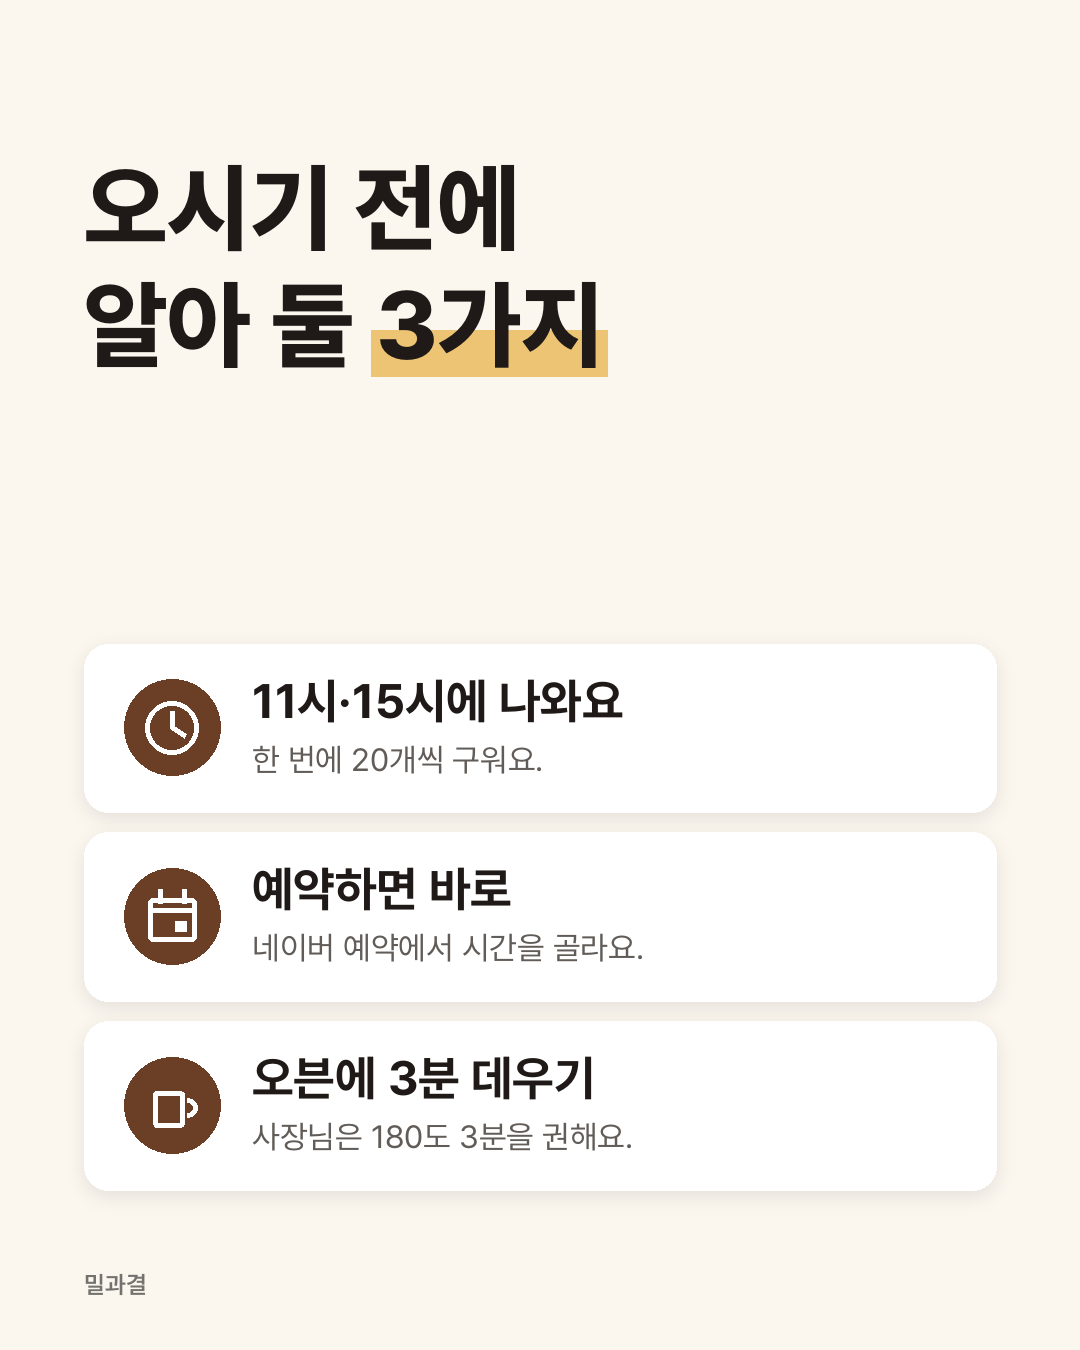 오시기 전에
알아 둘 3가지
11시·15시에 나와요
한 번에 20개씩 구워요.
예약하면 바로
네이버 예약에서 시간을 골라요.
오븐에 3분 데우기
사장님은 180도 3분을 권해요.
밀과결